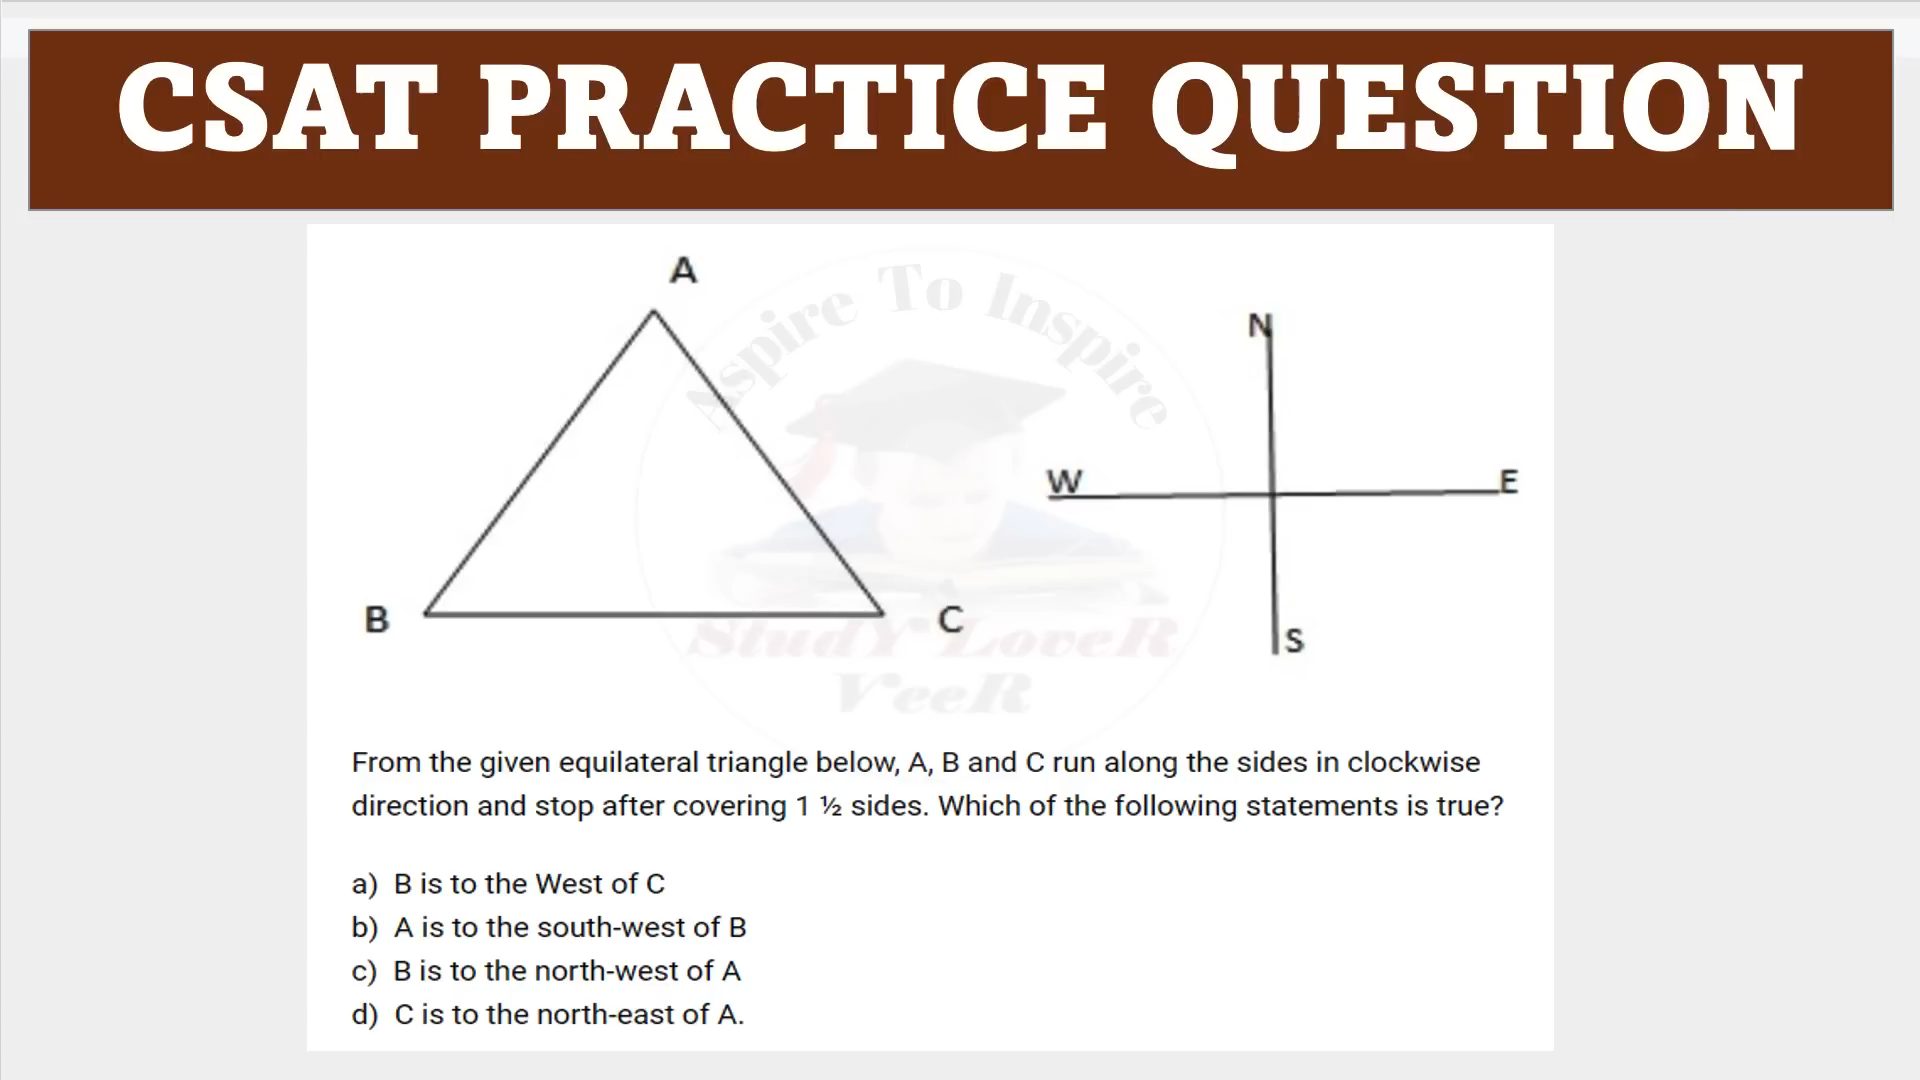 CSAT PRACTICE QUESTION
A
Aspire To Inspire
N
W
E
B
C
S
StudY LoveR
VeeR
From the given equilateral triangle below, A, B and C run along the sides in clockwise
direction and stop after covering 1 ½ sides. Which of the following statements is true?
a) B is to the West of C
b) A is to the south-west of B
c) B is to the north-west of A
d) C is to the north-east of A.